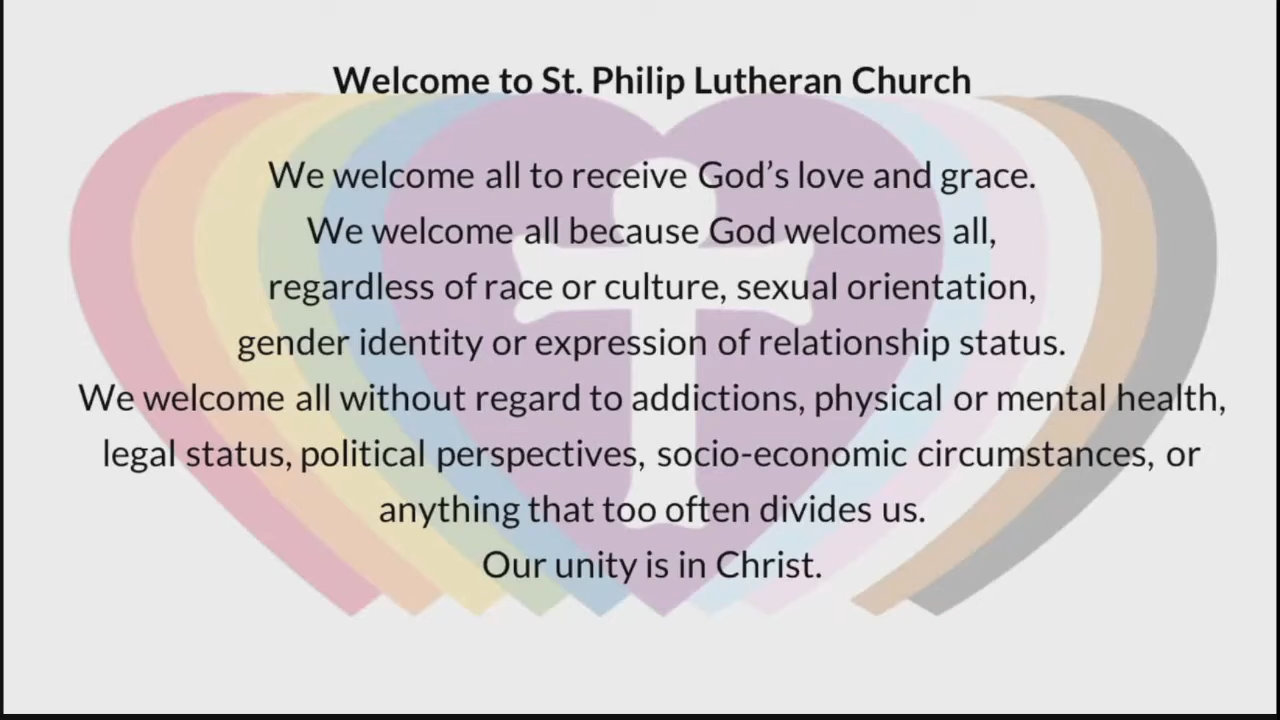 Welcome to St. Philip Lutheran Church
We welcome all to receive God’s love and grace.
We welcome all because God welcomes all,
regardless of race or culture, sexual orientation,
gender identity or expression of relationship status.
We welcome all without regard to addictions, physical or mental health,
legal status, political perspectives, socio-economic circumstances, or
anything that too often divides us.
Our unity is in Christ.